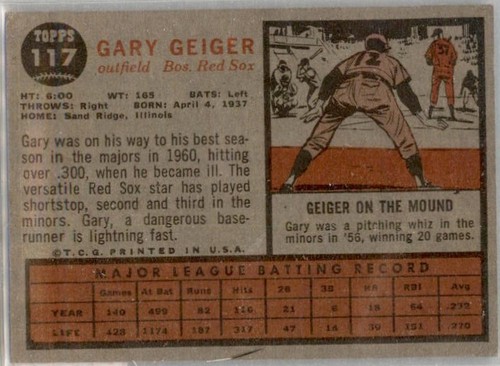 TOPPS
117
GARY GEIGER
outfield Bos. Red Sox
HT: 6:00 WT: 165 BATS: Left
THROWS: Right BORN: April 4, 1937
HOME: Sand Ridge, Illinois
Gary was on his way to his best sea-
son in the majors in 1960, hitting
over .300, when he became ill. The
versatile Red Sox star has played
shortstop, second and third in the
minors. Gary, a dangerous base-
runner is lightning fast.
©T.C.G. PRINTED IN U.S.A.
12
37
GEIGER ON THE MOUND
Gary was a pitching whiz in the
minors in '56, winning 20 games.
MAJOR LEAGUE BATTING RECORD
Games At Bat Runs Hits 2B 3B HR RBI Avg
YEAR 140 499 82 116 21 6 18 64 .232
LIFE 428 1174 187 317 47 16 39 151 .270